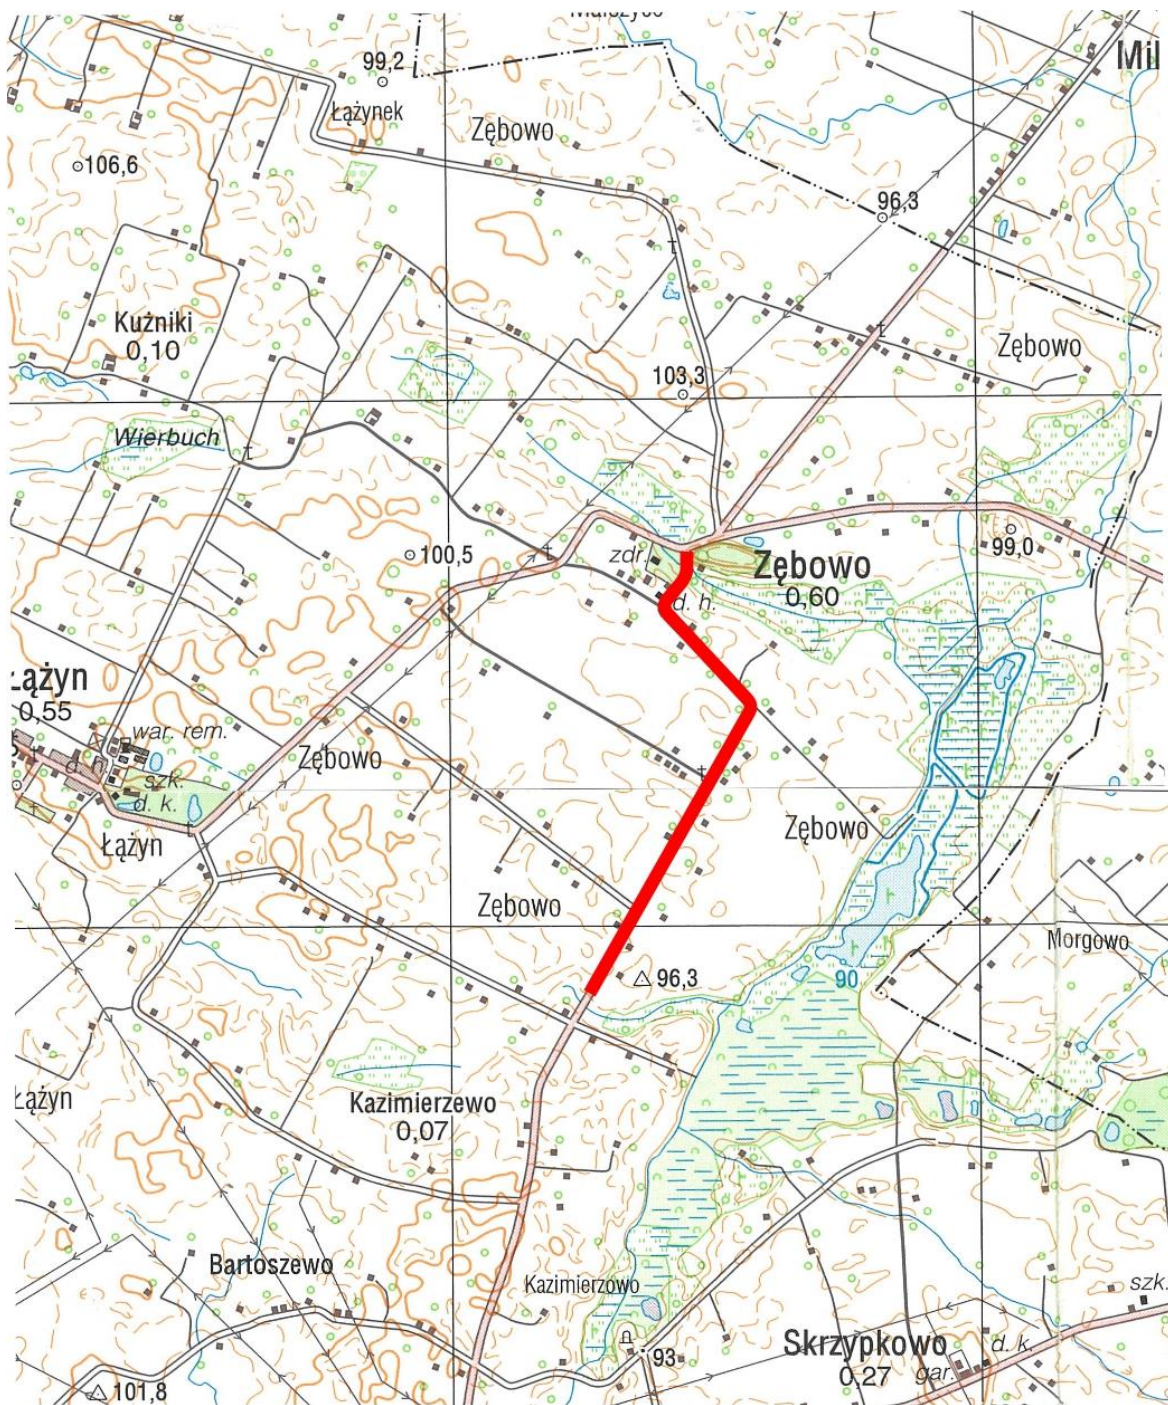 Mil
99,2
Łążynek
Zębowo
106,6
96,3
Kuźniki
0,10
Zębowo
103,3
Wierbuch
100,5
zdr.
Zębowo
0,60
99,0
d. h.
Łążyn
0,55
war. rem.
Zębowo
d. h.
szk.
d. k.
Łążyn
Zębowo
Zębowo
Morgowo
96,3
90
Łążyn
Kazimierzewo
0,07
Bartoszewo
Kazimierzowo
szk.
Skrzypkowo
0,27
d. k.
gar.
93
101,8